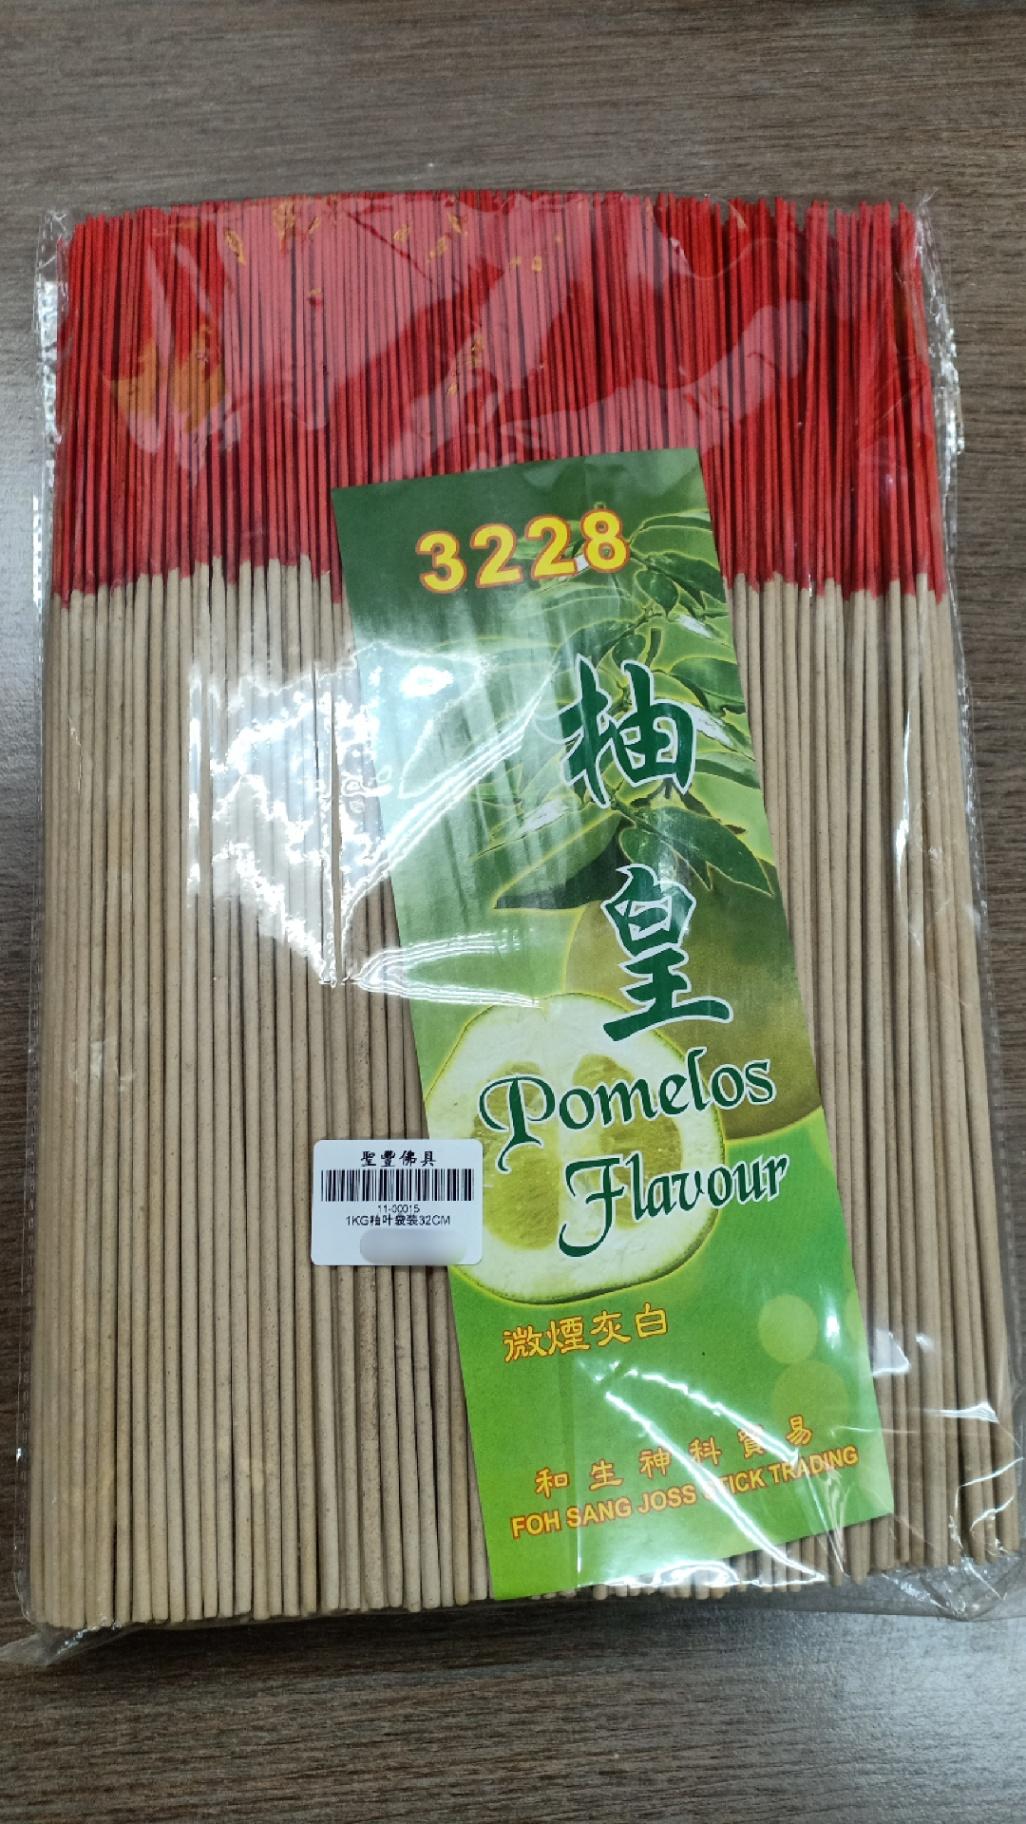 3228
柚
皇
Pomelos
Flavour
聖豐佛具
11-00015
1KG柚叶袋装32CM
微煙灰白
和生神科貿易
FOH SANG JOSS STICK TRADING